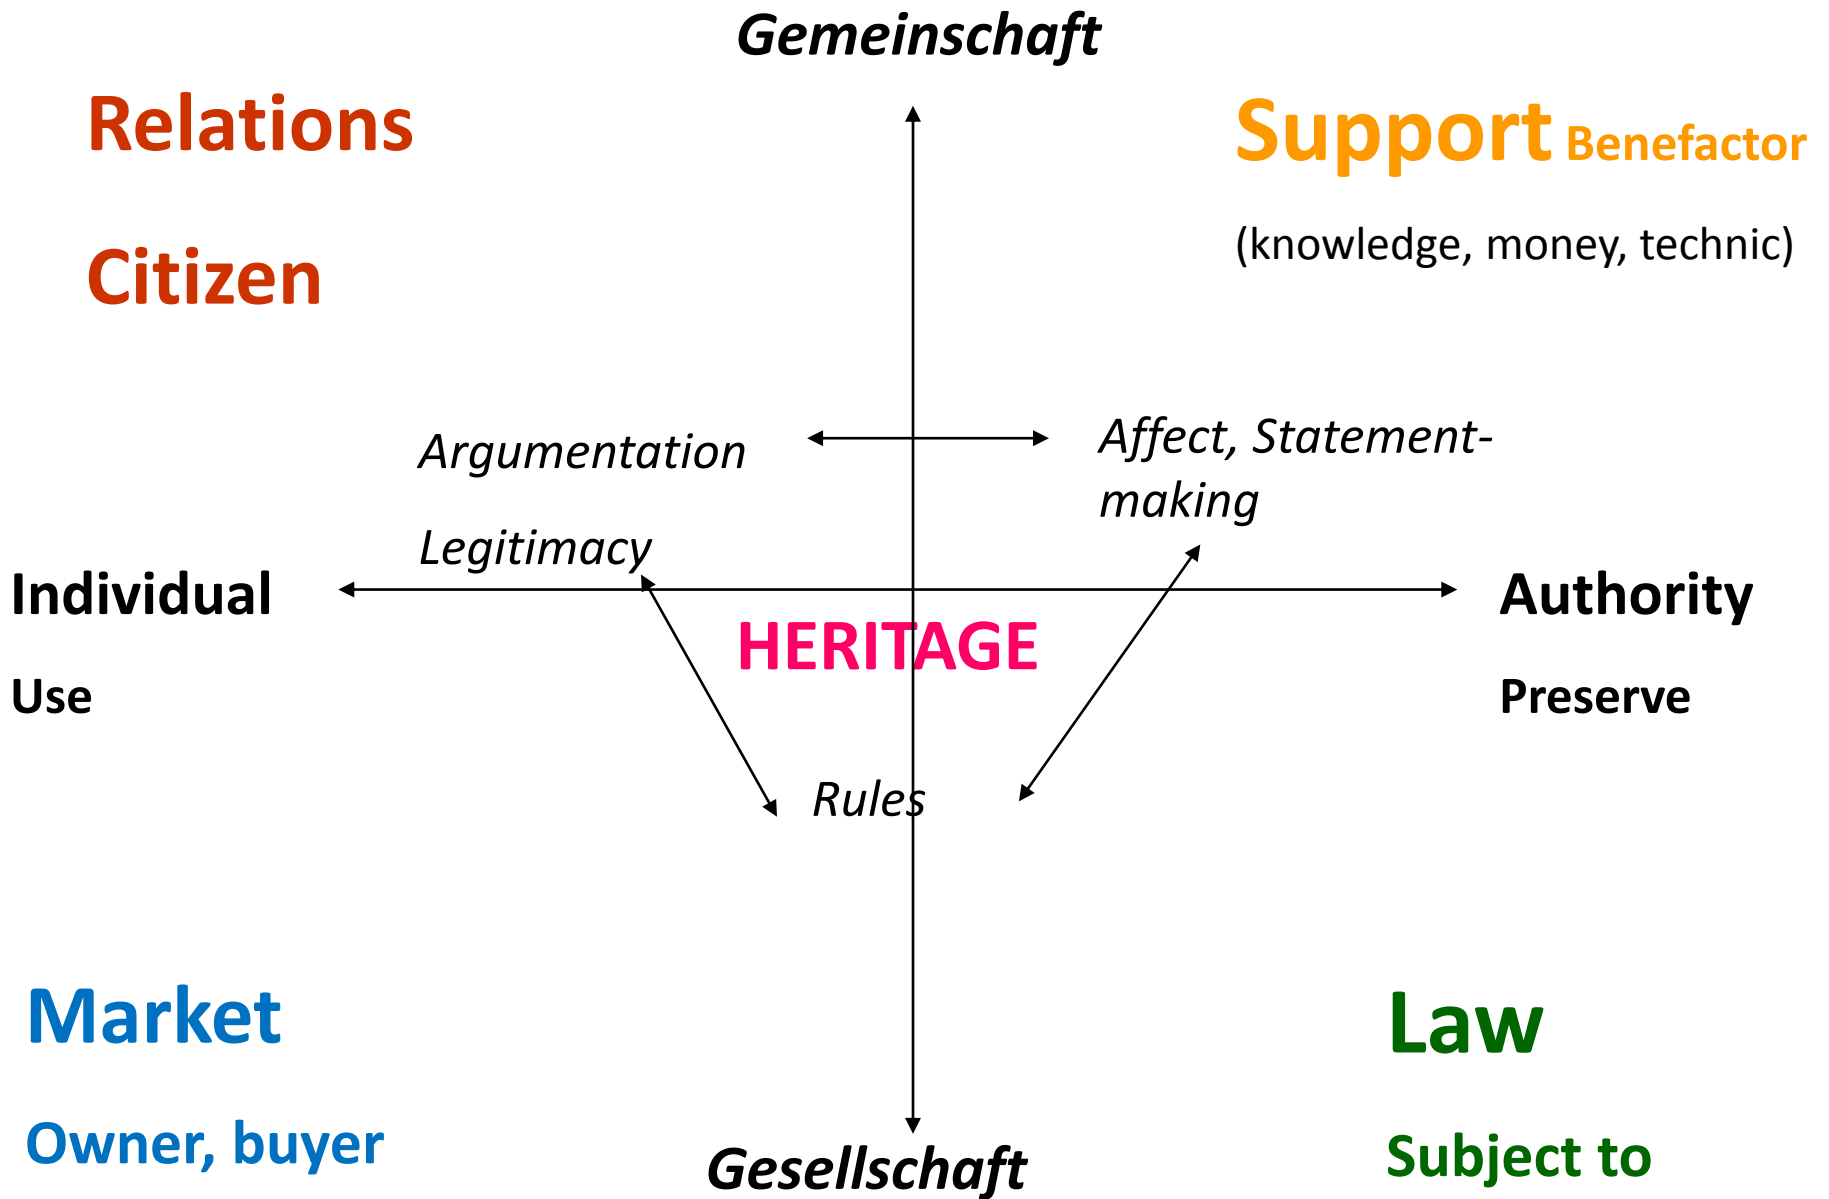 Gemeinschaft
Relations
Support Benefactor
Citizen
(knowledge, money, technic)
Argumentation
Affect, Statement-
making
Legitimacy
Individual
Authority
HERITAGE
Use
Preserve
Rules
Market
Law
Owner, buyer
Subject to
Gesellschaft